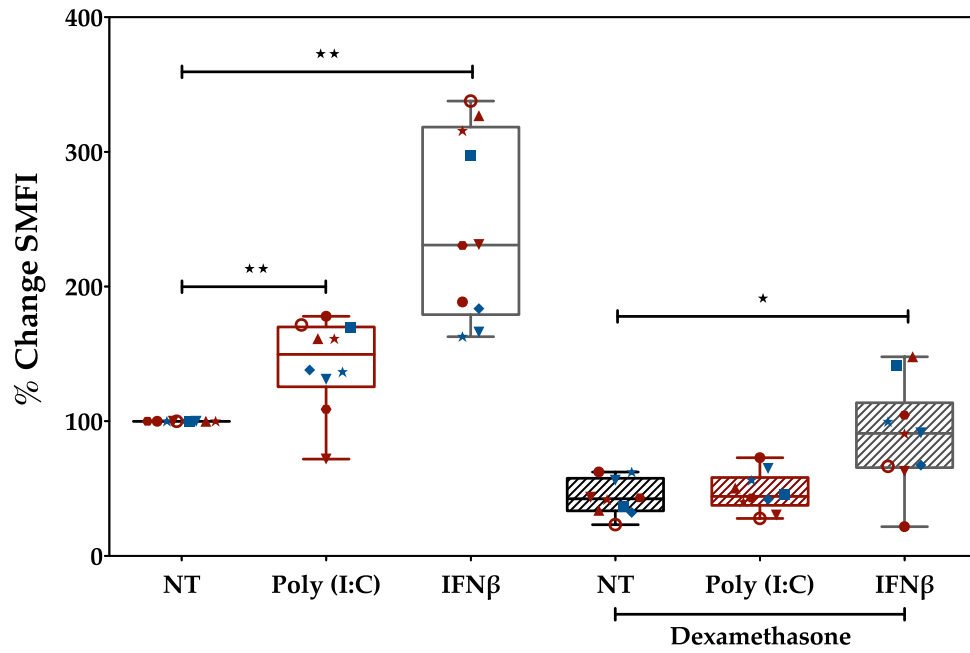 400
300
200
100
0
% Change SMFI
★★
★★
★
NT
Poly (I:C)
IFNβ
NT
Poly (I:C)
IFNβ
Dexamethasone